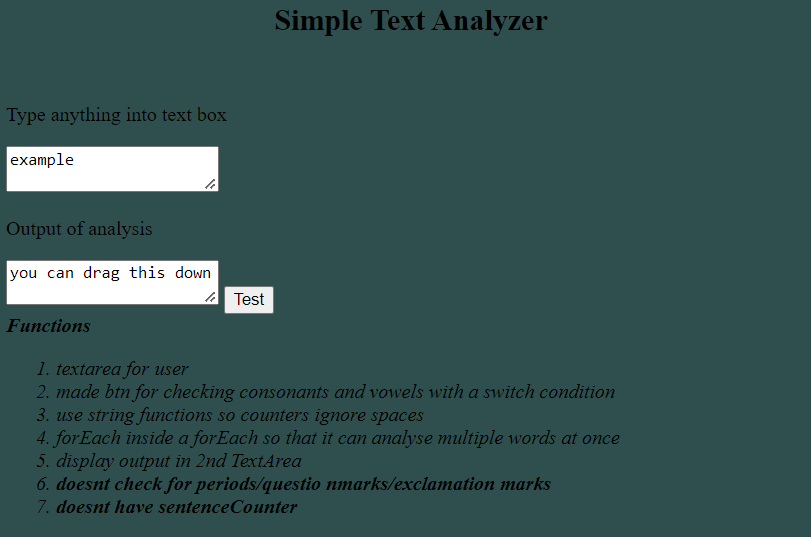 Simple Text Analyzer
Type anything into text box
example
Output of analysis
you can drag this down
Test
Functions
1. textarea for user
2. made btn for checking consonants and vowels with a switch condition
3. use string functions so counters ignore spaces
4. forEach inside a forEach so that it can analyse multiple words at once
5. display output in 2nd TextArea
6. doesnt check for periods/questio nmarks/exclamation marks
7. doesnt have sentenceCounter